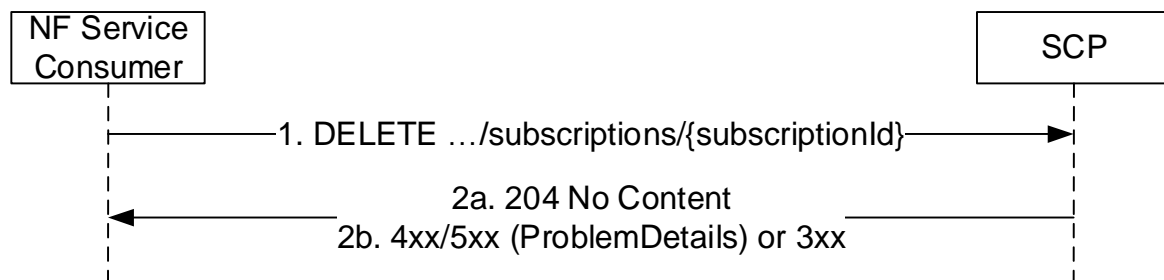 NF Service
Consumer
SCP
1. DELETE …/subscriptions/{subscriptionId}
2a. 204 No Content
2b. 4xx/5xx (ProblemDetails) or 3xx